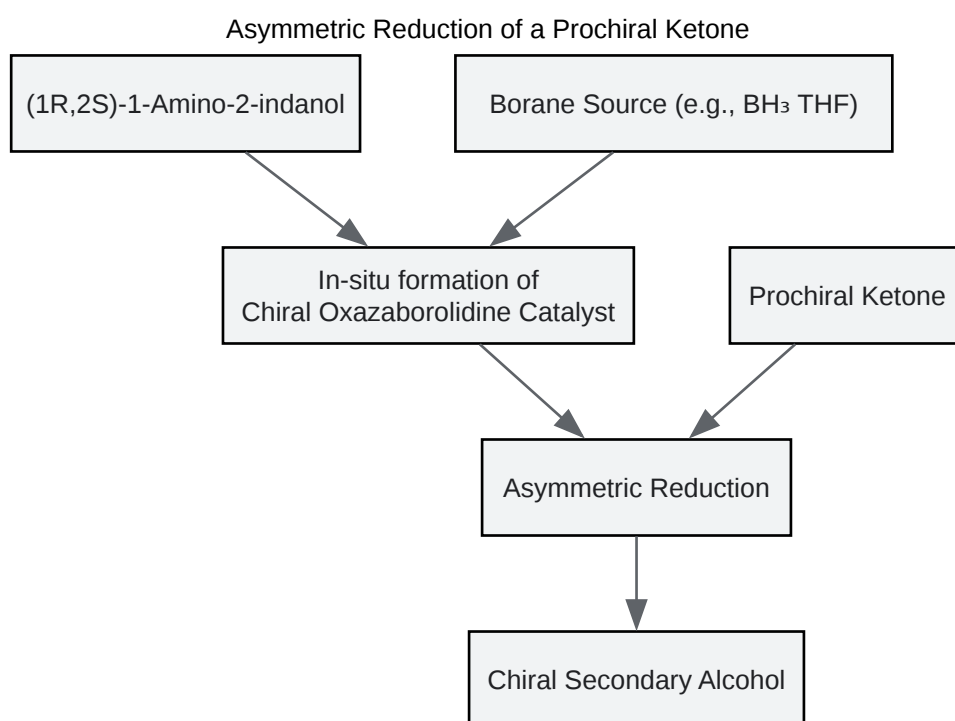 Asymmetric Reduction of a Prochiral Ketone
(1R,2S)-1-Amino-2-indanol
Borane Source (e.g., BH₃ THF)
In-situ formation of
Chiral Oxazaborolidine Catalyst
Prochiral Ketone
Asymmetric Reduction
Chiral Secondary Alcohol